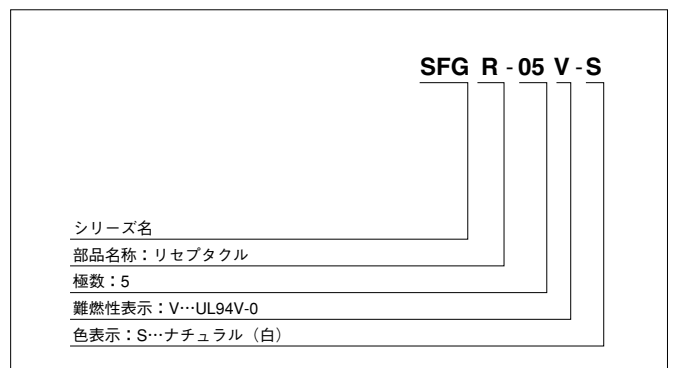 SFG R - 05 V - S
シリーズ名
部品名称：リセプタクル
極数：5
難燃性表示：V…UL94V-0
色表示：S…ナチュラル（白）